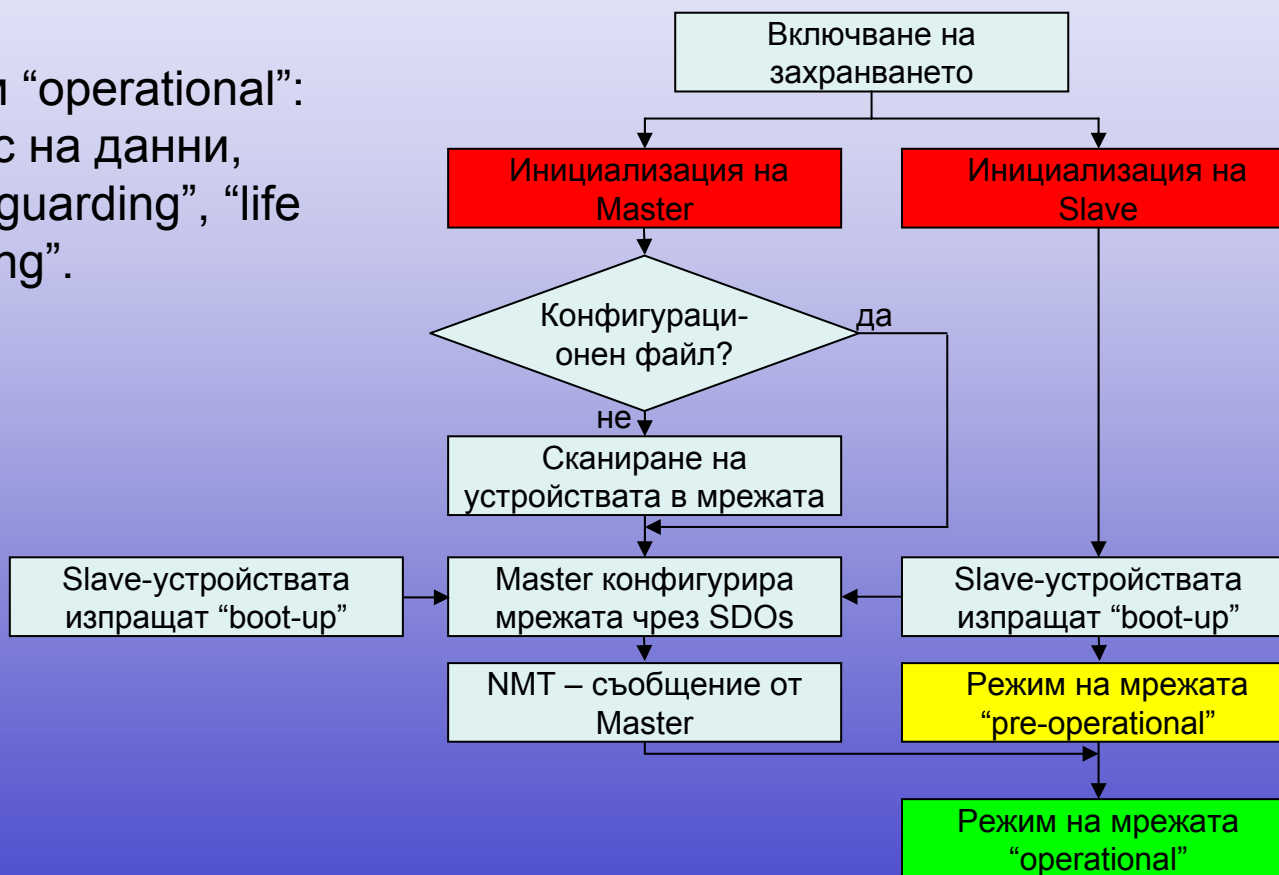 и “operational”:
с на данни,
guarding”, “life
ng”.
Включване на
захранването
Инициализация на
Master
Инициализация на
Slave
Конфигураци-
онен файл?
да
не
Сканиране на
устройствата в мрежата
Slave-устройствата
изпращат “boot-up”
Master конфигурира
мрежата чрез SDOs
Slave-устройствата
изпращат “boot-up”
NMT – съобщение от
Master
Режим на мрежата
“pre-operational”
Режим на мрежата
“operational”